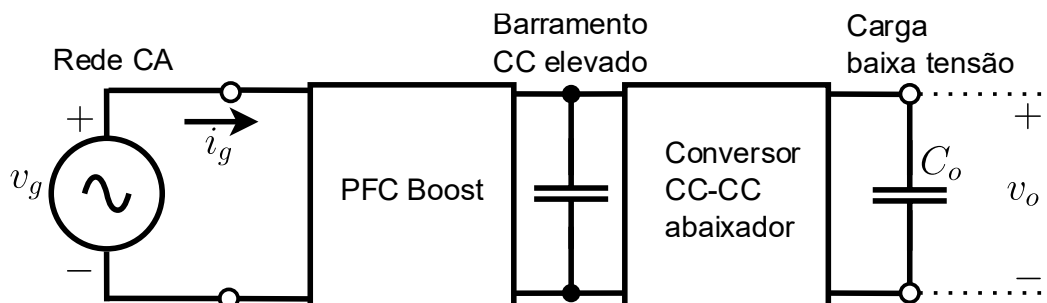 Rede CA
Barramento
CC elevado
Carga
baixa tensão
+
v_g
−
i_g
PFC Boost
Conversor
CC-CC
abaixador
C_o
+
v_o
−